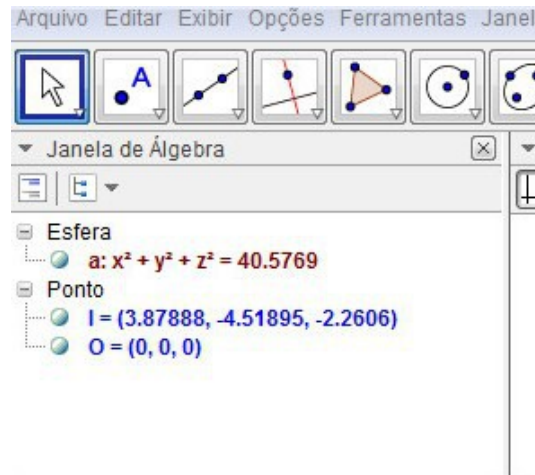 Arquivo Editar Exibir Opções Ferramentas
A
Janela de Álgebra
Esfera
a: x² + y² + z² = 40.5769
Ponto
I = (3.87888, -4.51895, -2.2606)
O = (0, 0, 0)